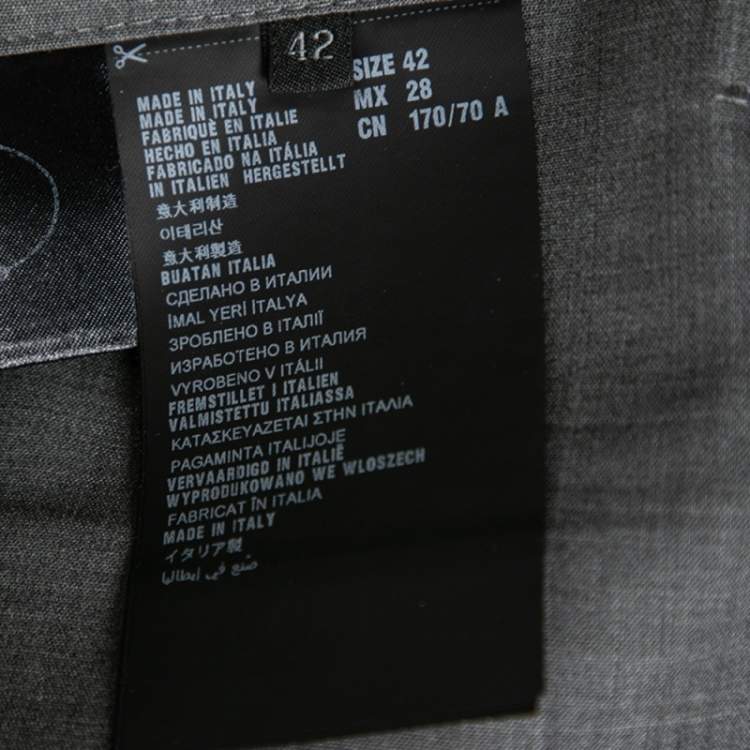 42
SIZE 42
MX 28
CN 170/70 A
MADE IN ITALY
MADE IN ITALY
FABRIQUÈ EN ITALIE
HECHO EN ITALIA
FABRICADO NA ITÁLIA
IN ITALIEN HERGESTELLT
意大利制造
이태리산
意大利製造
BUATAN ITALIA
СДЕЛАНО В ИТАЛИИ
İMAL YERİ İTALYA
ЗРОБЛЕНО В ІТАЛІЇ
ИЗРАБОТЕНО В ИТАЛИЯ
VYROBENO V ITÁLII
FREMSTILLET I ITALIEN
VALMISTETTU ITALIASSA
ΚΑΤΑΣΚΕΥΑΖΕΤΑΙ ΣΤΗΝ ΙΤΑΛΙΑ
PAGAMINTA ITALIJOJE
VERVAARDIGD IN ITALIË
WYPRODUKOWANO WE WLOSZECH
FABRICAT ÎN ITALIA
MADE IN ITALY
イタリア製
صنع في ايطاليا